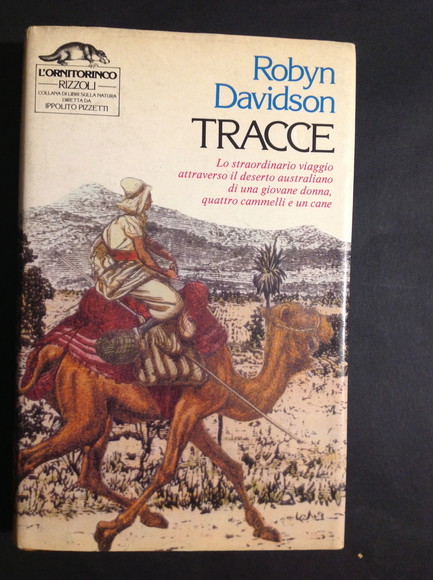 L'ORNITORINCO
RIZZOLI
COLLANA DI LIBRI SULLA NATURA
DIRETTA DA
IPPOLITO PIZZETTI
Robyn
Davidson
TRACCE
Lo straordinario viaggio
attraverso il deserto australiano
di una giovane donna,
quattro cammelli e un cane